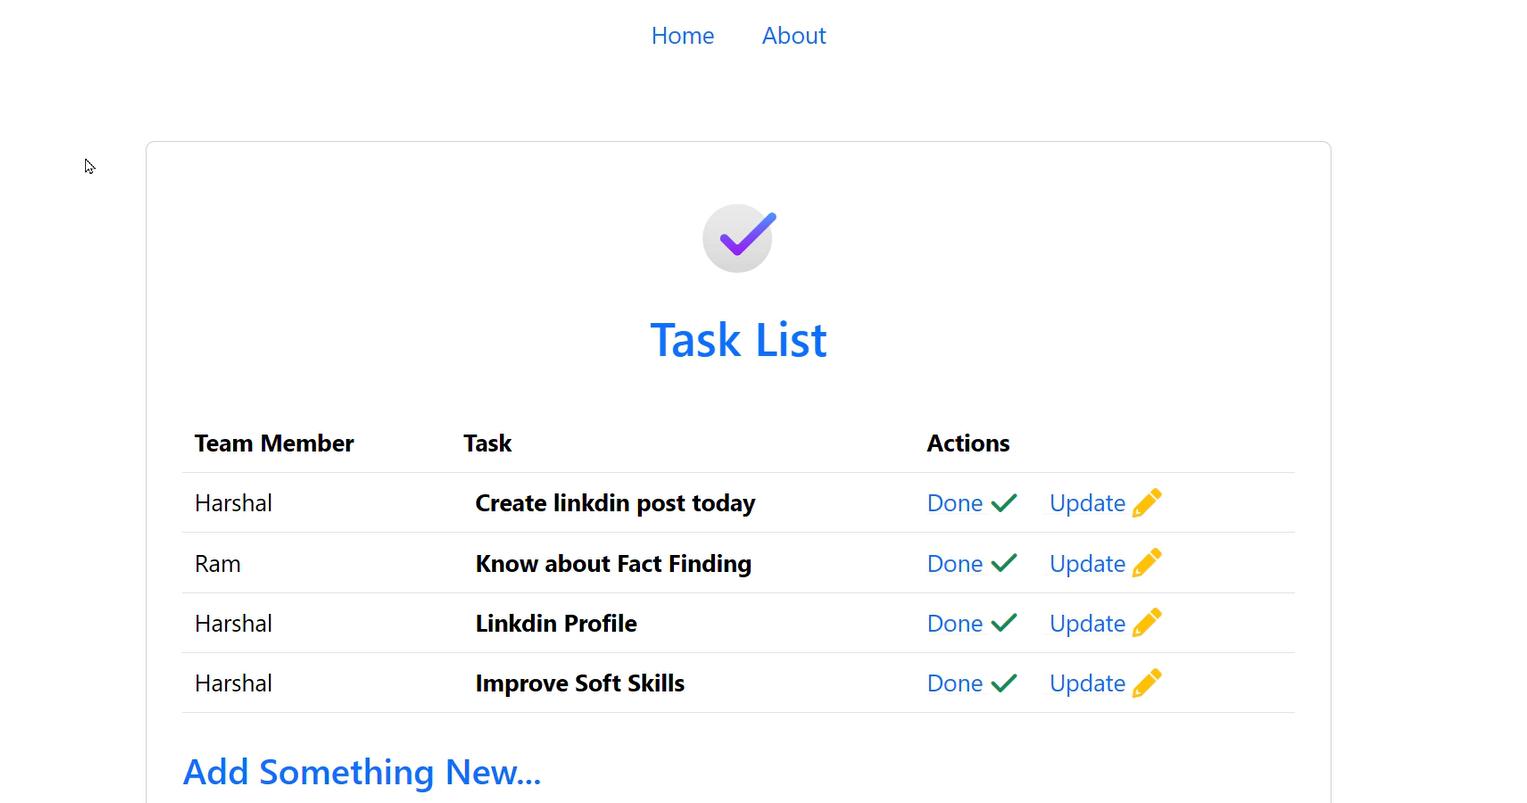 Home About
Task List
Team Member Task Actions
Harshal Create linkdin post today Done Update
Ram Know about Fact Finding Done Update
Harshal Linkdin Profile Done Update
Harshal Improve Soft Skills Done Update
Add Something New...